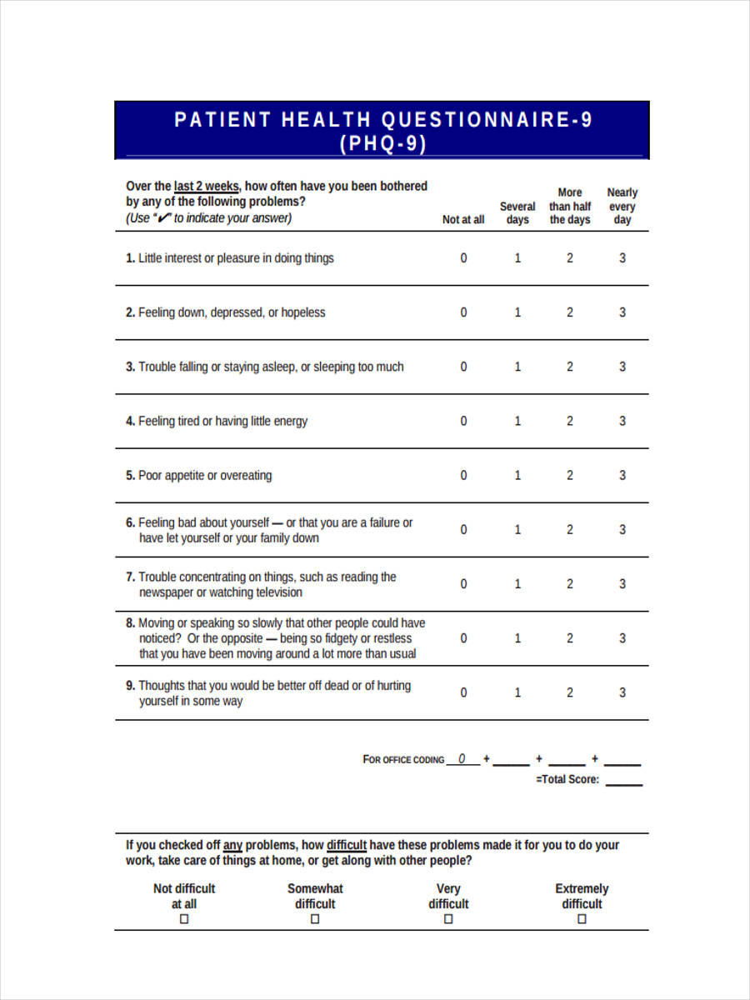 PATIENT HEALTH QUESTIONNAIRE-9
(PHQ-9)
Over the last 2 weeks, how often have you been bothered
by any of the following problems?
(Use “✔” to indicate your answer)
Not at all
Several
days
More
than half
the days
Nearly
every
day
1. Little interest or pleasure in doing things 0 1 2 3
2. Feeling down, depressed, or hopeless 0 1 2 3
3. Trouble falling or staying asleep, or sleeping too much 0 1 2 3
4. Feeling tired or having little energy 0 1 2 3
5. Poor appetite or overeating 0 1 2 3
6. Feeling bad about yourself — or that you are a failure or
have let yourself or your family down 0 1 2 3
7. Trouble concentrating on things, such as reading the
newspaper or watching television 0 1 2 3
8. Moving or speaking so slowly that other people could have
noticed? Or the opposite — being so fidgety or restless
that you have been moving around a lot more than usual 0 1 2 3
9. Thoughts that you would be better off dead or of hurting
yourself in some way 0 1 2 3
FOR OFFICE CODING 0 + ______ + ______ + ______
=Total Score: ______
If you checked off any problems, how difficult have these problems made it for you to do your
work, take care of things at home, or get along with other people?
Not difficult
at all
☐
Somewhat
difficult
☐
Very
difficult
☐
Extremely
difficult
☐